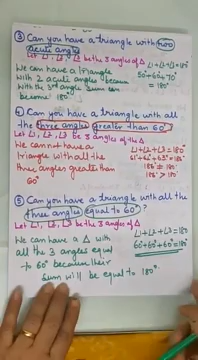 ③ Can you have a triangle with two acute angles
Let ∠1, ∠2, ∠3 be the 3 angles of Δ
We can have a triangle
with 2 acute angles because
with the 3rd angle sum can
become 180°
∠1+∠2+∠3=180°
50°+60°+70°
= 180°
④ Can you have a triangle with all
the three angles greater than 60°?
Let ∠1, ∠2, ∠3 be 3 angles of the Δ
We cannot have a
triangle with all the
three angles greater than
60°
∠1+∠2+∠3=180°
180°
> 180°
⑤ Can you have a triangle with all the
three angles equal to 60°?
Let ∠1, ∠2, ∠3 be the 3 angles of Δ
We can have a Δ with
all the 3 angles equal
to 60° because their
Sum will be equal to 180°.
∠1+∠2+∠3=180°
60°+60°+60°=180°